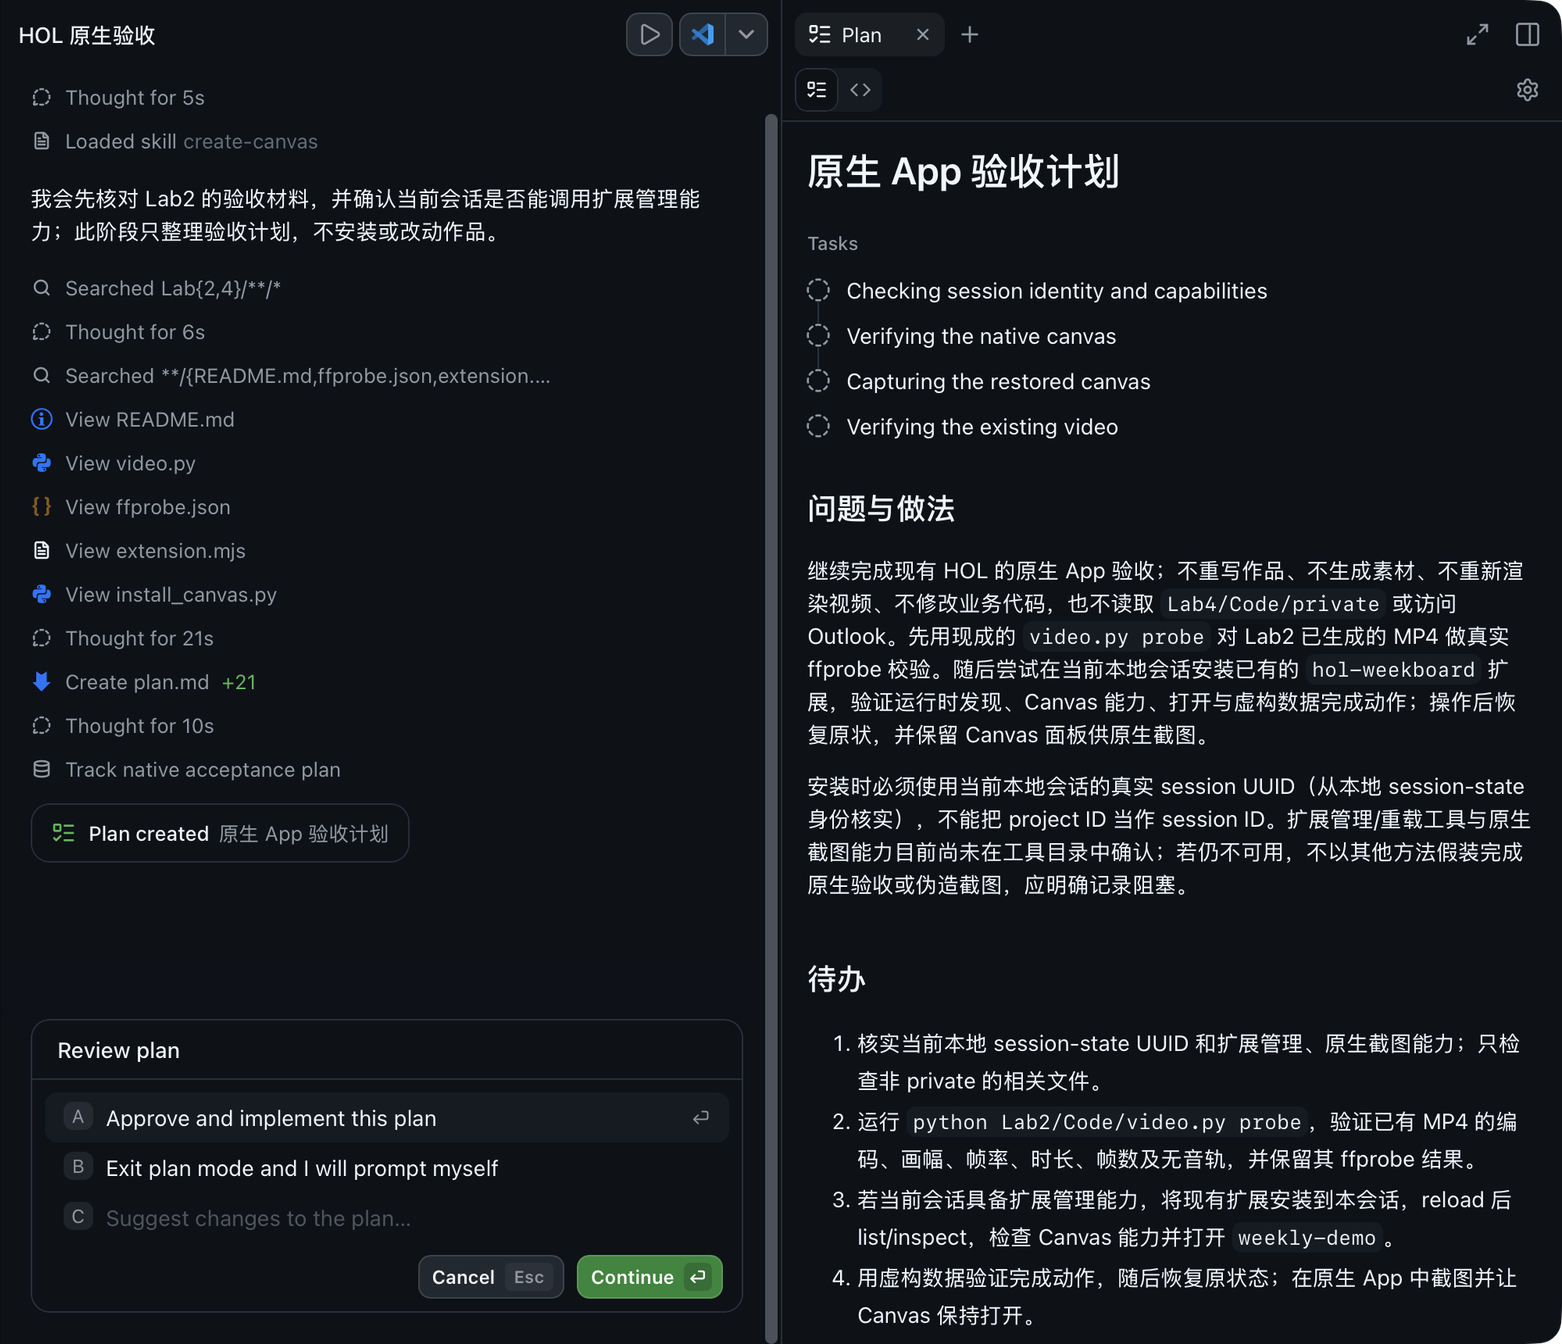 HOL 原生验收
Thought for 5s
Loaded skill create-canvas
我会先核对 Lab2 的验收材料，并确认当前会话是否能调用扩展管理能
力；此阶段只整理验收计划，不安装或改动作品。
Searched Lab{2,4}/**/*
Thought for 6s
Searched **/{README.md,ffprobe.json,extension....
View README.md
View video.py
View ffprobe.json
View extension.mjs
View install_canvas.py
Thought for 21s
Create plan.md +21
Thought for 10s
Track native acceptance plan
Plan created 原生 App 验收计划
Review plan
A Approve and implement this plan
B Exit plan mode and I will prompt myself
C Suggest changes to the plan...
Cancel Esc Continue
Plan
原生 App 验收计划
Tasks
Checking session identity and capabilities
Verifying the native canvas
Capturing the restored canvas
Verifying the existing video
问题与做法
继续完成现有 HOL 的原生 App 验收；不重写作品、不生成素材、不重新渲
染视频、不修改业务代码，也不读取 Lab4/Code/private 或访问
Outlook。先用现成的 video.py probe 对 Lab2 已生成的 MP4 做真实
ffprobe 校验。随后尝试在当前本地会话安装已有的 hol-weekboard 扩
展，验证运行时发现、Canvas 能力、打开与虚构数据完成动作；操作后恢
复原状，并保留 Canvas 面板供原生截图。
安装时必须使用当前本地会话的真实 session UUID（从本地 session-state
身份核实），不能把 project ID 当作 session ID。扩展管理/重载工具与原生
截图能力目前尚未在工具目录中确认；若仍不可用，不以其他方法假装完成
原生验收或伪造截图，应明确记录阻塞。
待办
1. 核实当前本地 session-state UUID 和扩展管理、原生截图能力；只检
查非 private 的相关文件。
2. 运行 python Lab2/Code/video.py probe，验证已有 MP4 的编
码、画幅、帧率、时长、帧数及无音轨，并保留其 ffprobe 结果。
3. 若当前会话具备扩展管理能力，将现有扩展安装到本会话，reload 后
list/inspect，检查 Canvas 能力并打开 weekly-demo。
4. 用虚构数据验证完成动作，随后恢复原状态；在原生 App 中截图并让
Canvas 保持打开。